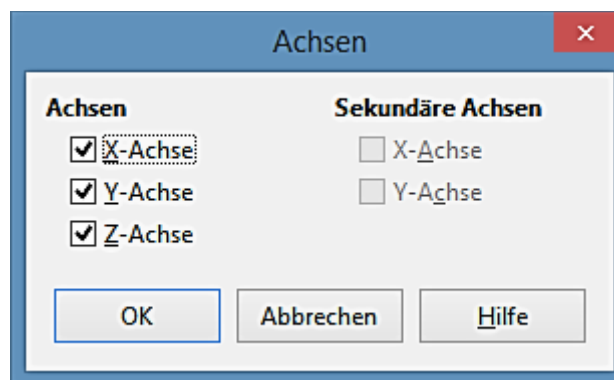 Achsen
Achsen
X-Achse
Y-Achse
Z-Achse
Sekundäre Achsen
X-Achse
Y-Achse
OK
Abbrechen
Hilfe